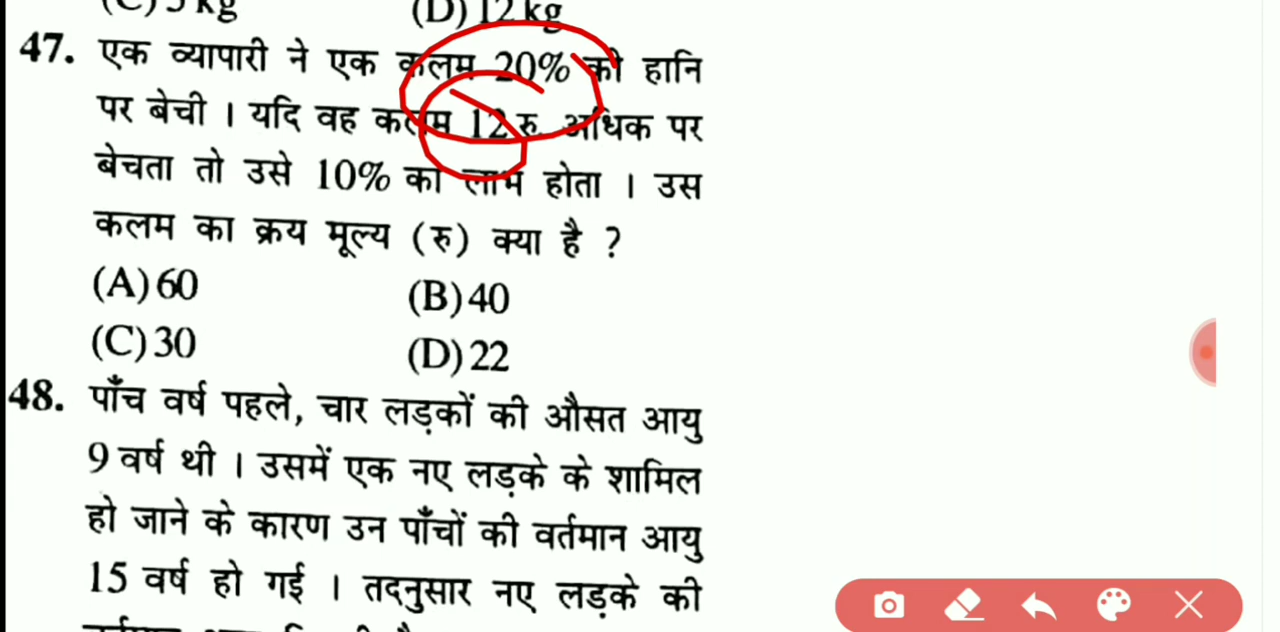 (C) 5 kg (D) 12 kg
47. एक व्यापारी ने एक कलम 20% की हानि
पर बेची । यदि वह कलम 12 रु. अधिक पर
बेचता तो उसे 10% का लाभ होता । उस
कलम का क्रय मूल्य (रु) क्या है ?
(A) 60 (B) 40
(C) 30 (D) 22
48. पाँच वर्ष पहले, चार लड़कों की औसत आयु
9 वर्ष थी । उसमें एक नए लड़के के शामिल
हो जाने के कारण उन पाँचों की वर्तमान आयु
15 वर्ष हो गई । तदनुसार नए लड़के की